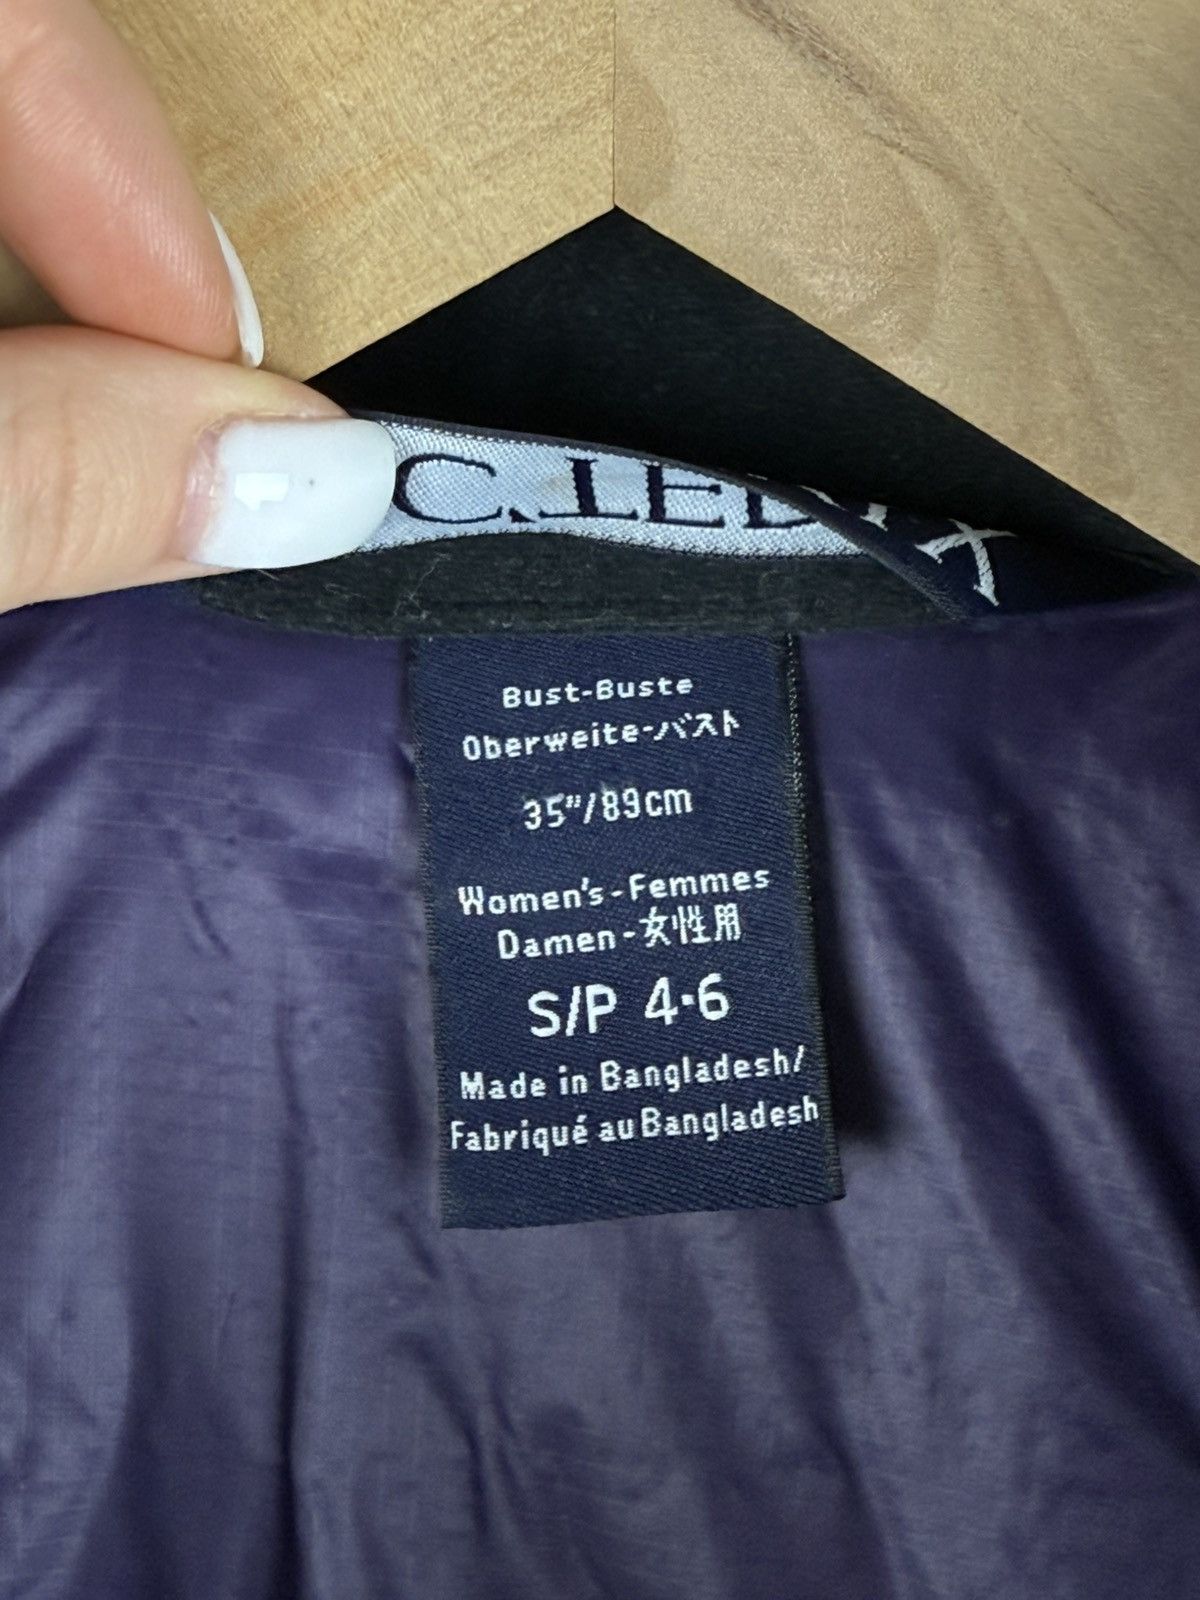 Bust-Buste
Oberweite-バスト
35"/89cm
Women's-Femmes
Damen-女性用
S/P 4·6
Made in Bangladesh/
Fabriqué au Bangladesh